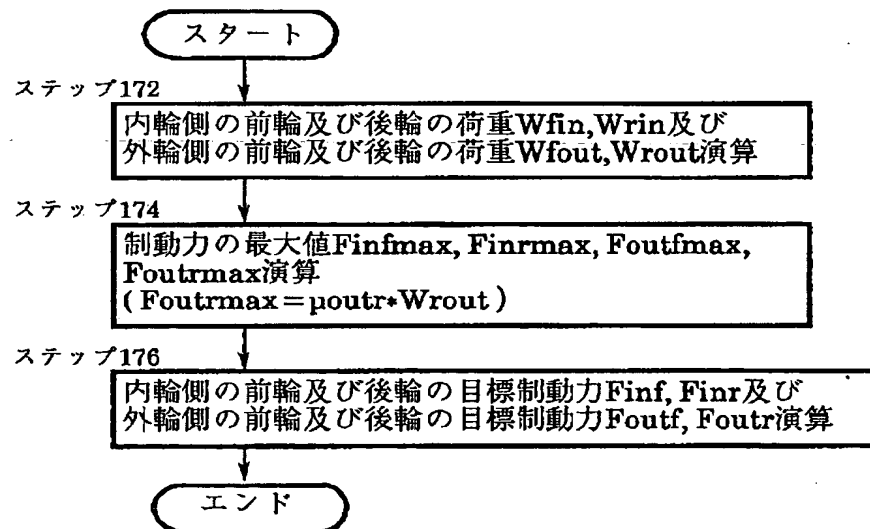 スタート
ステップ172
内輪側の前輪及び後輪の荷重Wfin,Wrin及び
外輪側の前輪及び後輪の荷重Wfout,Wrout演算
ステップ174
制動力の最大値Finfmax, Finrmax, Foutfmax,
Foutrmax演算
( Foutrmax=μoutr*Wrout )
ステップ176
内輪側の前輪及び後輪の目標制動力Finf, Finr及び
外輪側の前輪及び後輪の目標制動力Foutf, Foutr演算
エンド